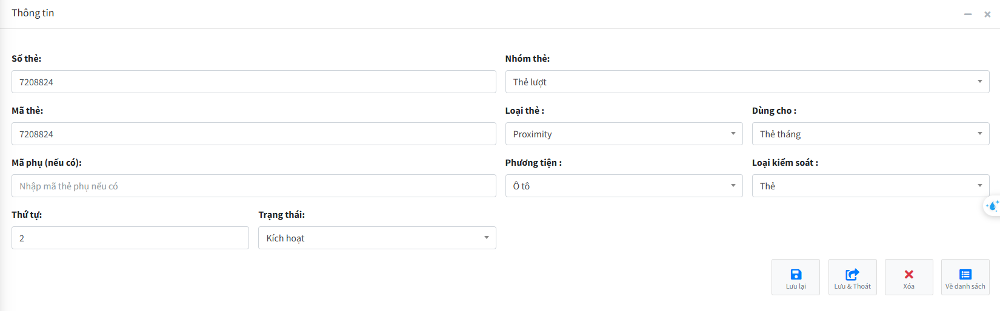 Thông tin
Số thẻ:
7208824
Nhóm thẻ:
Thẻ lượt
Mã thẻ:
7208824
Loại thẻ :
Proximity
Dùng cho :
Thẻ tháng
Mã phụ (nếu có):
Nhập mã thẻ phụ nếu có
Phương tiện :
Ô tô
Loại kiểm soát :
Thẻ
Thứ tự:
2
Trạng thái:
Kích hoạt
Lưu lại
Lưu & Thoát
Xóa
Về danh sách